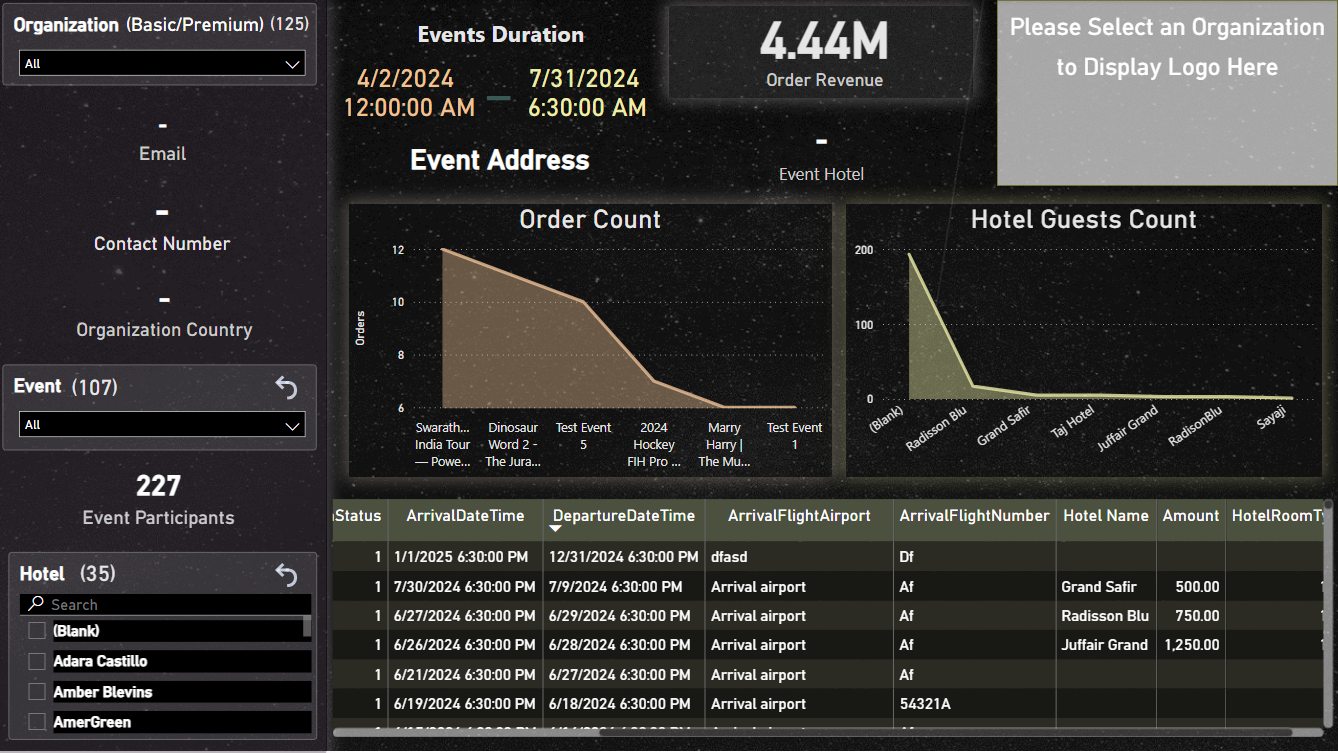 Organization (Basic/Premium) (125)
All
-
Email
-
Contact Number
-
Organization Country
Event (107)
All
227
Event Participants
Hotel (35)
Search
(Blank)
Adara Castillo
Amber Blevins
AmerGreen
Events Duration
4/2/2024 7/31/2024
12:00:00 AM — 6:30:00 AM
Event Address
4.44M
Order Revenue
-
Event Hotel
Please Select an Organization
to Display Logo Here
Order Count
Orders
12
10
8
6
Swarath... Dinosaur Test Event 2024 Marry Test Event
India Tour Word 2 - 5 Hockey Harry | 1
— Powe... The Jura... FIH Pro ... The Mu...
Hotel Guests Count
200
100
0
(Blank) Radisson Blu Grand Safir Taj Hotel Juffair Grand RadisonBlu Sayaji
Status ArrivalDateTime DepartureDateTime ArrivalFlightAirport ArrivalFlightNumber Hotel Name Amount HotelRoomTy
1 1/1/2025 6:30:00 PM 12/31/2024 6:30:00 PM dfasd Df
1 7/30/2024 6:30:00 PM 7/9/2024 6:30:00 PM Arrival airport Af Grand Safir 500.00
1 6/27/2024 6:30:00 PM 6/29/2024 6:30:00 PM Arrival airport Af Radisson Blu 750.00
1 6/26/2024 6:30:00 PM 6/28/2024 6:30:00 PM Arrival airport Af Juffair Grand 1,250.00
1 6/21/2024 6:30:00 PM 6/27/2024 6:30:00 PM Arrival airport Af
1 6/19/2024 6:30:00 PM 6/18/2024 6:30:00 PM Arrival airport 54321A